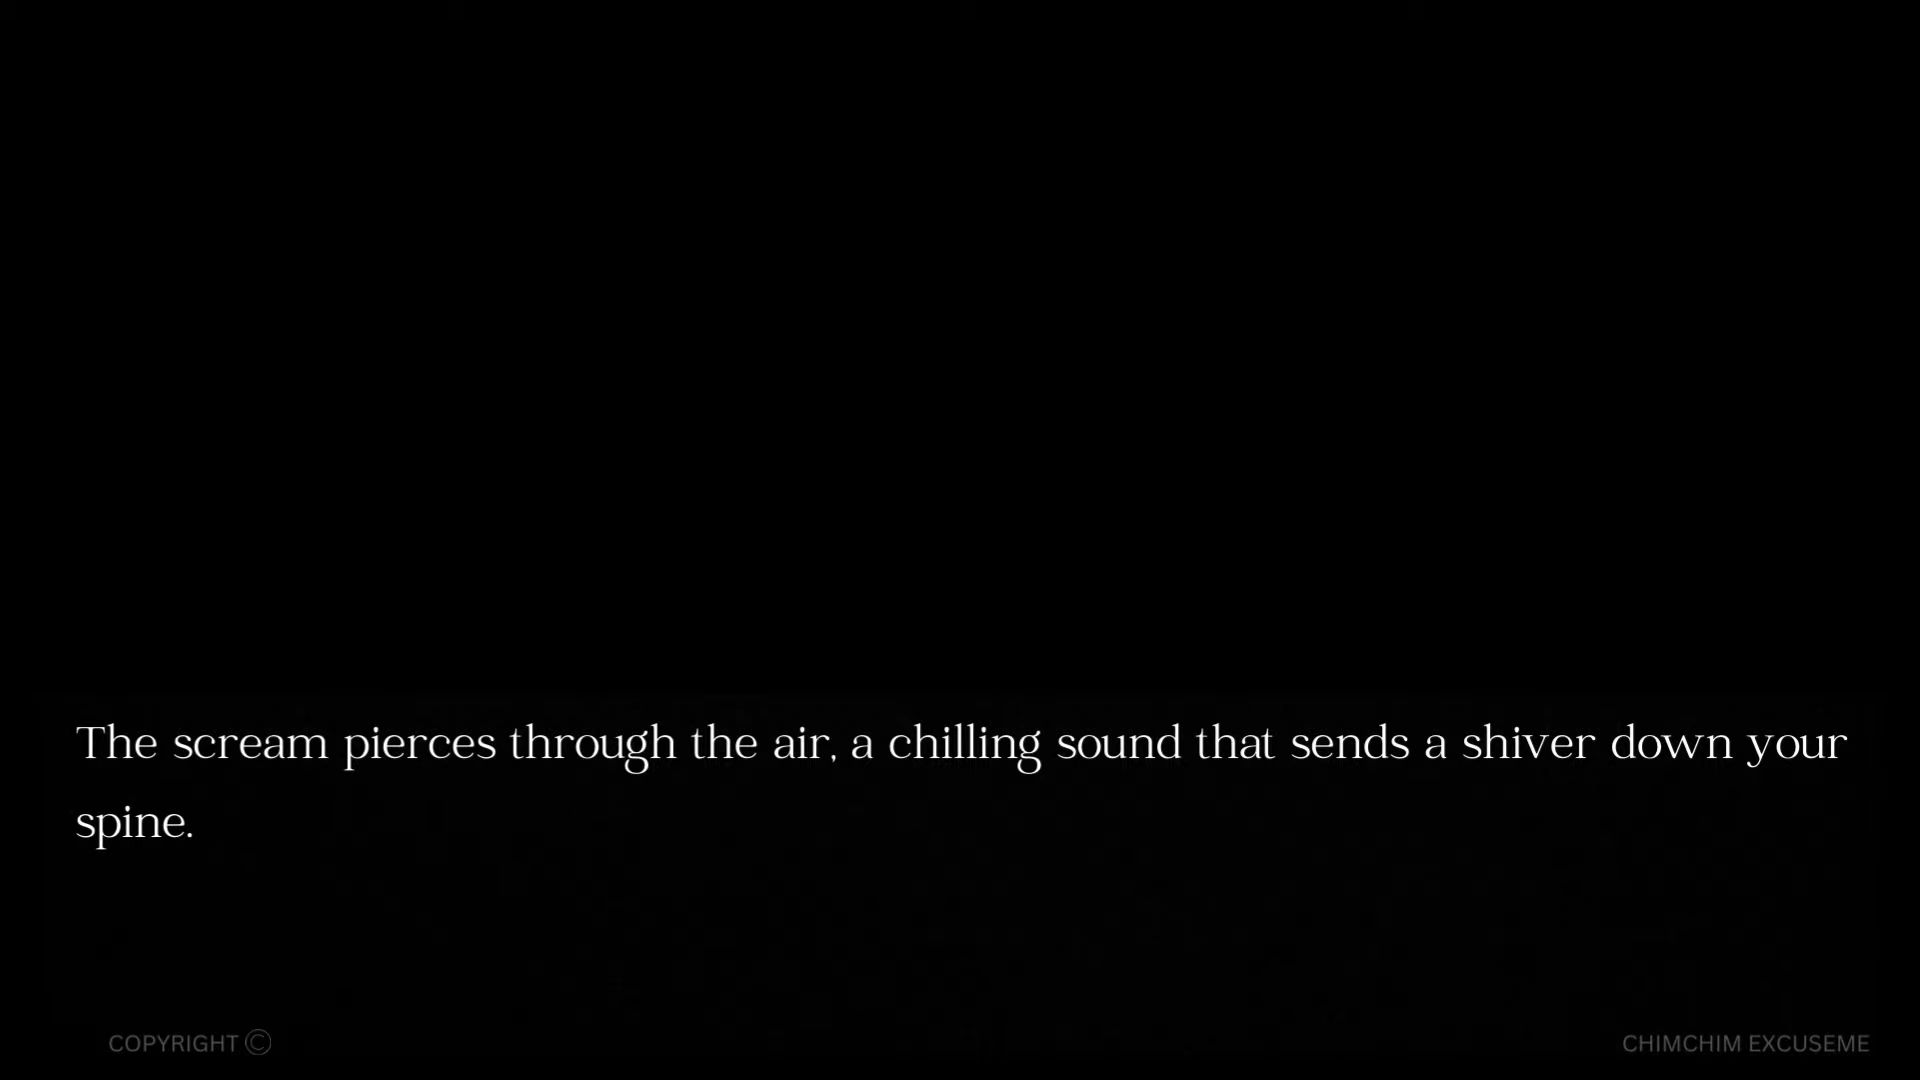 The scream pierces through the air, a chilling sound that sends a shiver down your
spine.
COPYRIGHT ©
CHIMCHIM EXCUSEME